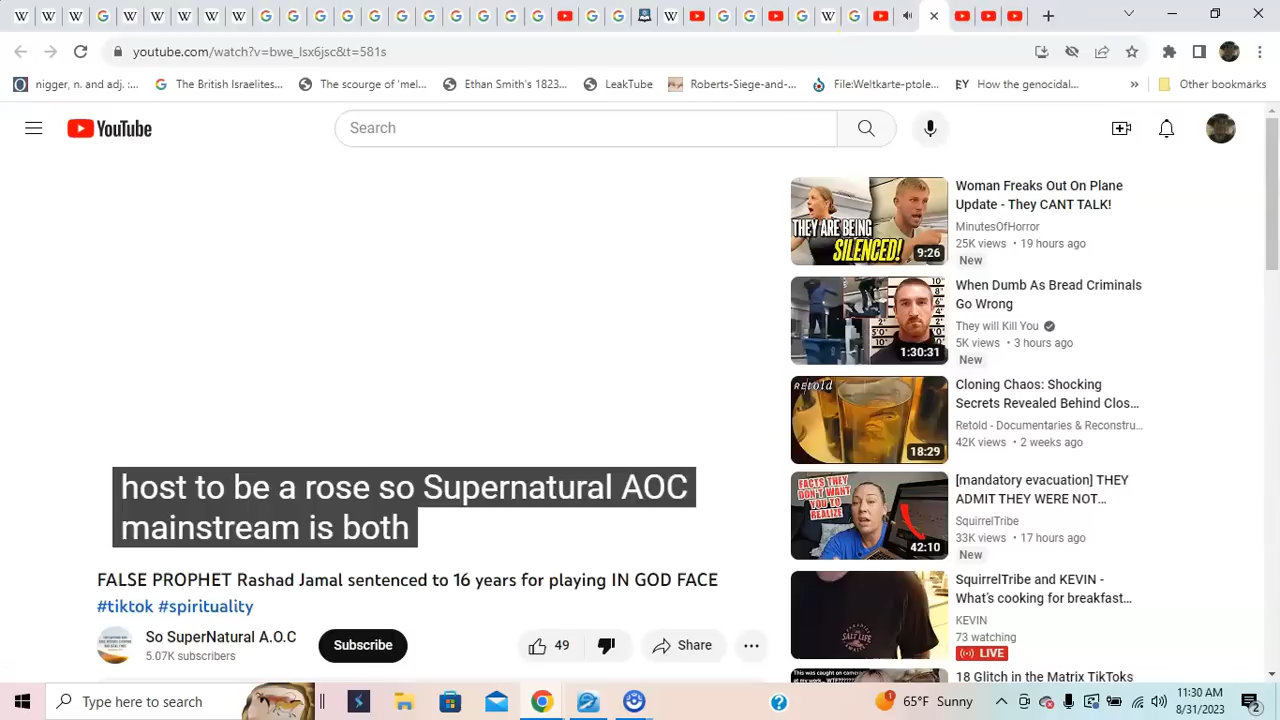 youtube.com/watch?v=bwe_lsx6jsc&t=581s
nigger, n. and adj. :...
The British Israelites...
The scourge of 'mel...
Ethan Smith's 1823...
LeakTube
Roberts-Siege-and-...
File:Weltkarte-ptole...
EY
How the genocidal...
»
Other bookmarks
YouTube
Search
Woman Freaks Out On Plane
Update - They CANT TALK!
MinutesOfHorror
25K views • 19 hours ago
New
THEY ARE BEING
SILENCED!
9:26
When Dumb As Bread Criminals
Go Wrong
They will Kill You
5K views • 3 hours ago
New
1:30:31
Cloning Chaos: Shocking
Secrets Revealed Behind Clos...
Retold - Documentaries & Reconstru...
42K views • 2 weeks ago
RETOLD
18:29
[mandatory evacuation] THEY
ADMIT THEY WERE NOT...
SquirrelTribe
33K views • 17 hours ago
New
FACTS THEY
DON'T WANT
YOU TO
REALIZE
42:10
SquirrelTribe and KEVIN -
What's cooking for breakfast...
KEVIN
73 watching
LIVE
SALT LIFE
18 Glitch in the Matrix TikToks
This was caught on camera
host to be a rose so Supernatural AOC
mainstream is both
FALSE PROPHET Rashad Jamal sentenced to 16 years for playing IN GOD FACE
#tiktok #spirituality
So SuperNatural A.O.C
5.07K subscribers
Subscribe
49
Share
Type here to search
1
65°F Sunny
11:30 AM
8/31/2023
2